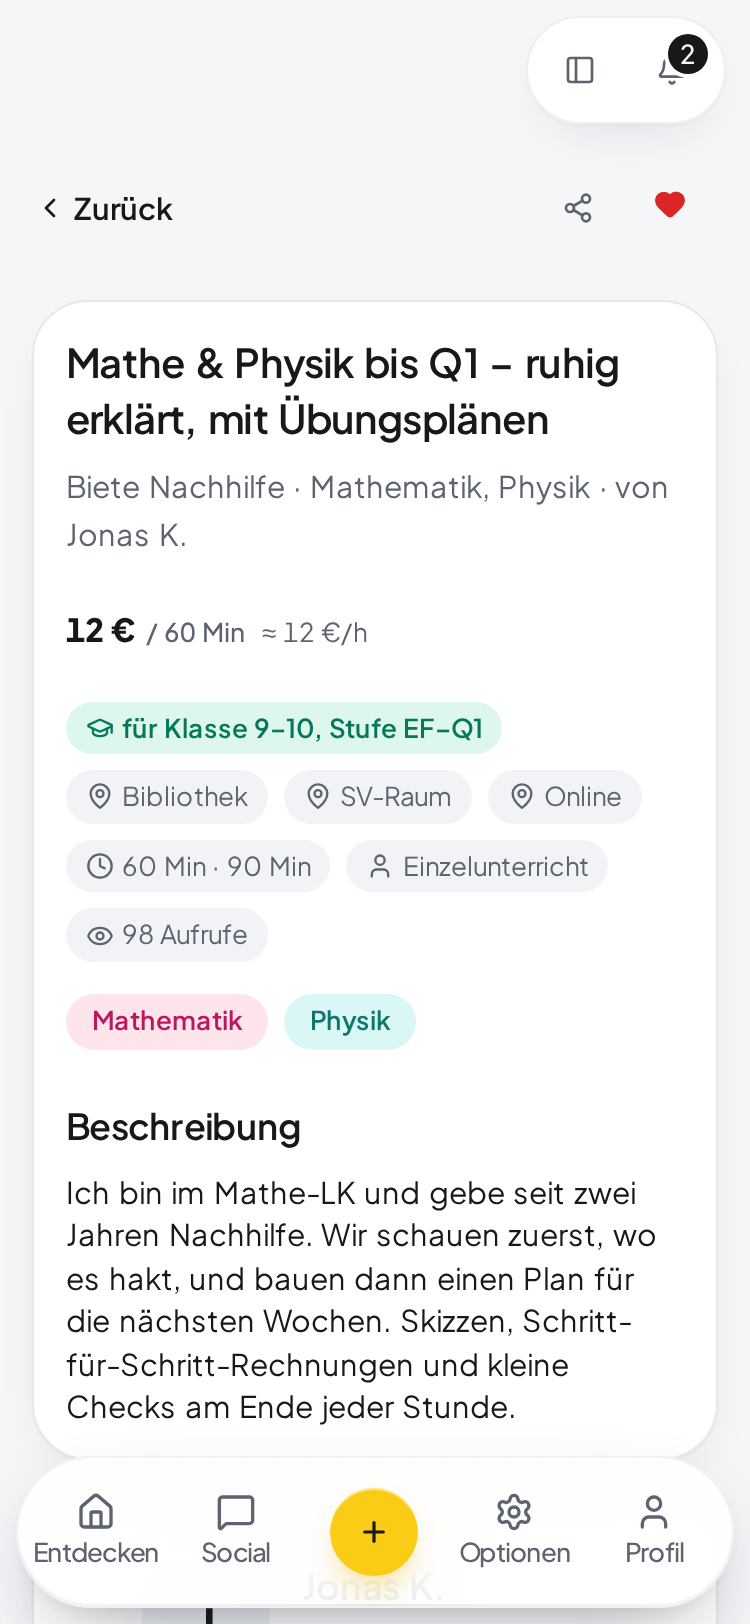 2
Zurück
Mathe & Physik bis Q1 – ruhig
erklärt, mit Übungsplänen
Biete Nachhilfe · Mathematik, Physik · von
Jonas K.
12 € / 60 Min ≈ 12 €/h
für Klasse 9–10, Stufe EF–Q1
Bibliothek SV-Raum Online
60 Min · 90 Min Einzelunterricht
98 Aufrufe
Mathematik Physik
Beschreibung
Ich bin im Mathe-LK und gebe seit zwei
Jahren Nachhilfe. Wir schauen zuerst, wo
es hakt, und bauen dann einen Plan für
die nächsten Wochen. Skizzen, Schritt-
für-Schritt-Rechnungen und kleine
Checks am Ende jeder Stunde.
Entdecken Social Optionen Profil
Jonas K.